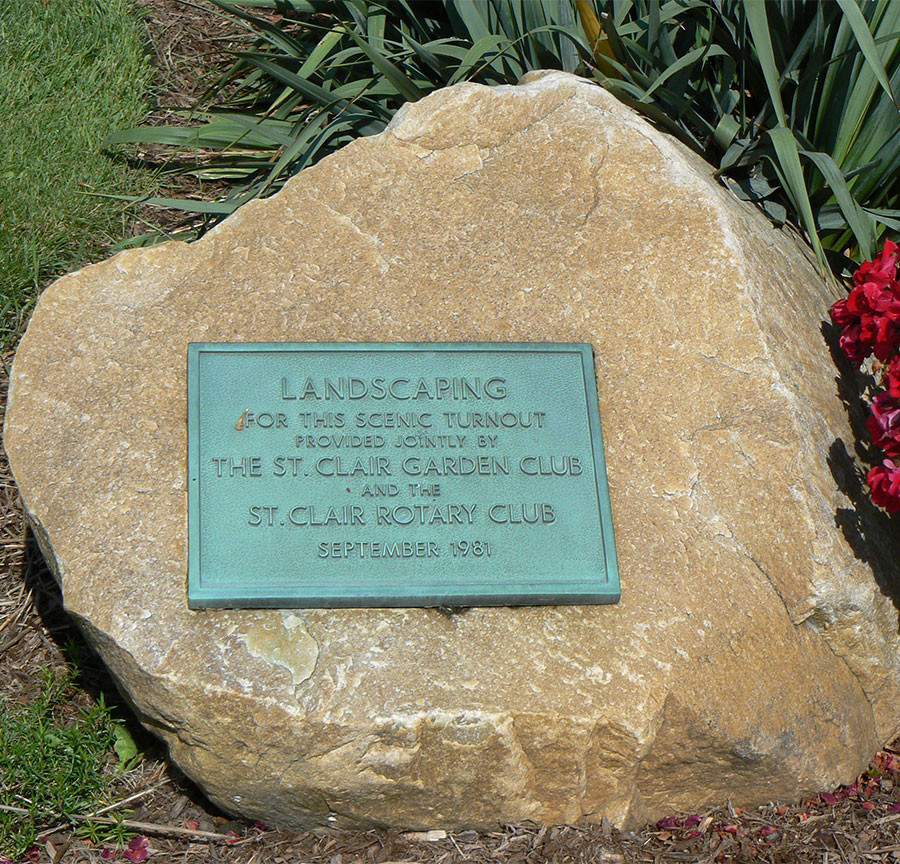 LANDSCAPING
FOR THIS SCENIC TURNOUT
PROVIDED JOINTLY BY
THE ST. CLAIR GARDEN CLUB
AND THE
ST. CLAIR ROTARY CLUB
SEPTEMBER 1981